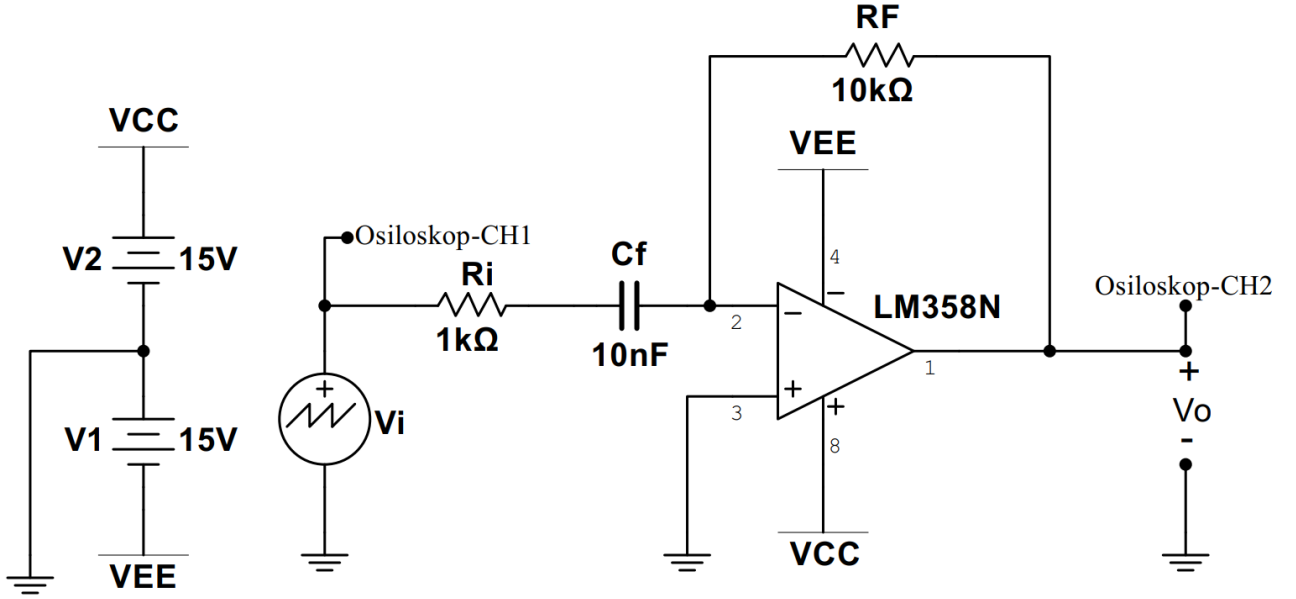 RF
10kΩ
VCC
VEE
V2 15V
Osiloskop-CH1
Ri
1kΩ
Cf
10nF
4
−
LM358N
Osiloskop-CH2
2
−
1
+
3
+
+
8
V1 15V
+
Vi
+
Vo
-
VCC
VEE